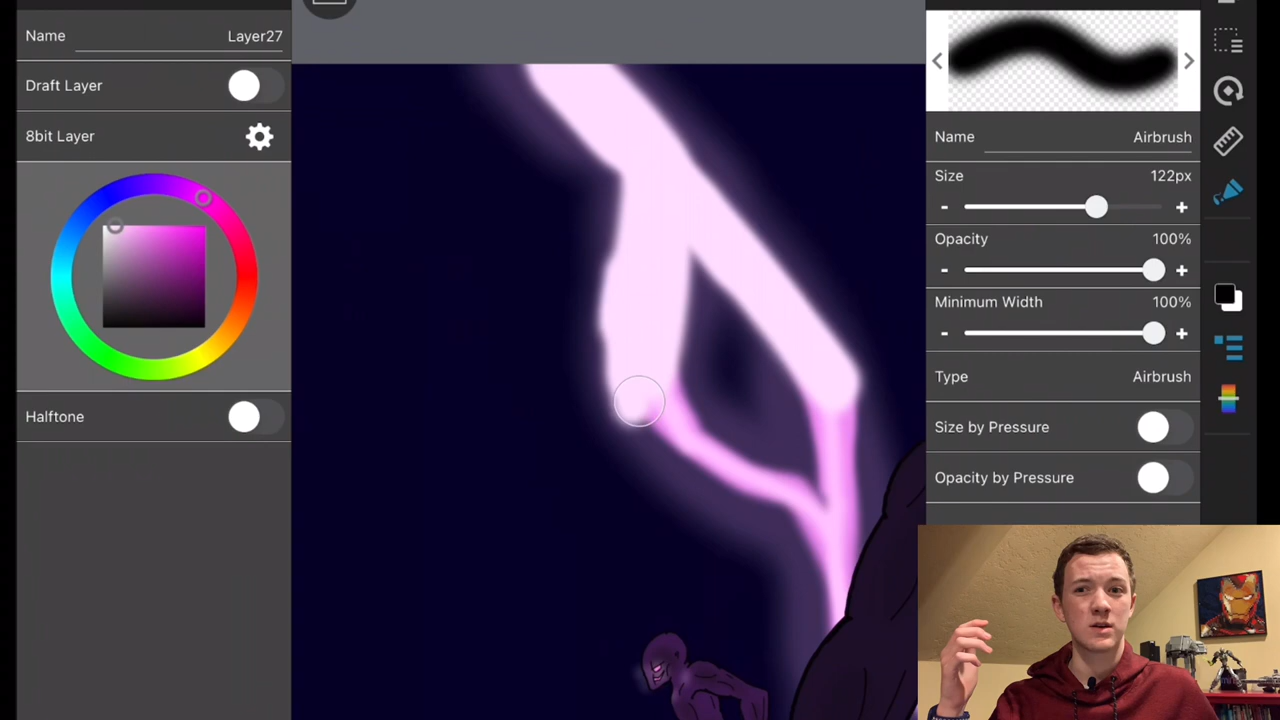 Name Layer27
Draft Layer
8bit Layer
Halftone
Name Airbrush
Size 122px
- +
Opacity 100%
- +
Minimum Width 100%
- +
Type Airbrush
Size by Pressure
Opacity by Pressure